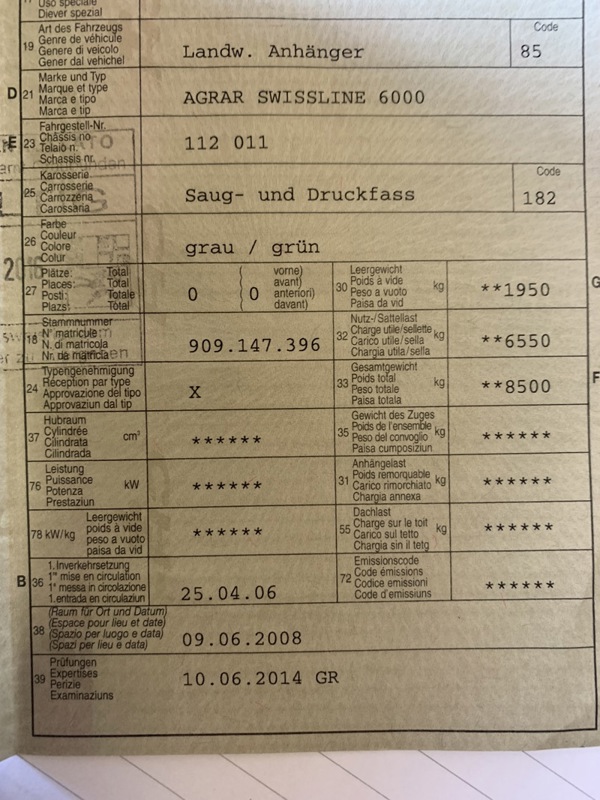 Uso speciale
Diever spezial
19 Art des Fahrzeugs
Genre de véhicule
Genere di veicolo
Gener dal vehichel
Landw. Anhänger
Code
85
D 21 Marke und Typ
Marque et type
Marca e tipo
Marca e tip
AGRAR SWISSLINE 6000
E 23 Fahrgestell-Nr.
Châssis no
Telaio n.
Schassis nr.
112 011
25 Karosserie
Carrosserie
Carrozzeria
Carossaria
Saug- und Druckfass
Code
182
26 Farbe
Couleur
Colore
Colur
grau / grün
27 Plätze: Total
Places: Total
Posti: Totale
Plazs: Total
0 ( 0 vorne)
( avant)
( anteriori)
( davant)
30 Leergewicht
Poids à vide
Peso a vuoto
Paisa da vid
kg
**1950
G
18 Stammnummer
N° matricule
N. di matricola
Nr. da matricla
909.147.396
32 Nutz-/Sattellast
Charge utile/sellette
Carico utile/sella
Chargia utila/sella
kg
**6550
24 Typengenehmigung
Réception par type
Approvazione del tipo
Approvaziun dal tip
X
33 Gesamtgewicht
Poids total
Peso totale
Paisa totala
kg
**8500
F
37 Hubraum
Cylindrée
Cilindrata
Cilindrada
cm³
******
35 Gewicht des Zuges
Poids de l'ensemble
Peso del convoglio
Paisa cumposiziun
kg
******
76 Leistung
Puissance
Potenza
Prestaziun
kW
******
31 Anhängelast
Poids remorquable
Carico rimorchiato
Chargia annexa
kg
******
78 kW/kg Leergewicht
poids à vide
peso a vuoto
paisa da vid
******
55 Dachlast
Charge sur le toit
Carico sul tetto
Chargia sin il tetg
kg
******
B 36 1. Inverkehrsetzung
1re mise en circulation
1a messa in circolazione
1. entrada en circulaziun
25.04.06
72 Emissionscode
Code émissions
Codice emissioni
Code d'emissiuns
******
38 (Raum für Ort und Datum)
(Espace pour lieu et date)
(Spazio per luogo e data)
(Spazi per lieu e data)
09.06.2008
39 Prüfungen
Expertises
Perizie
Examinaziuns
10.06.2014 GR